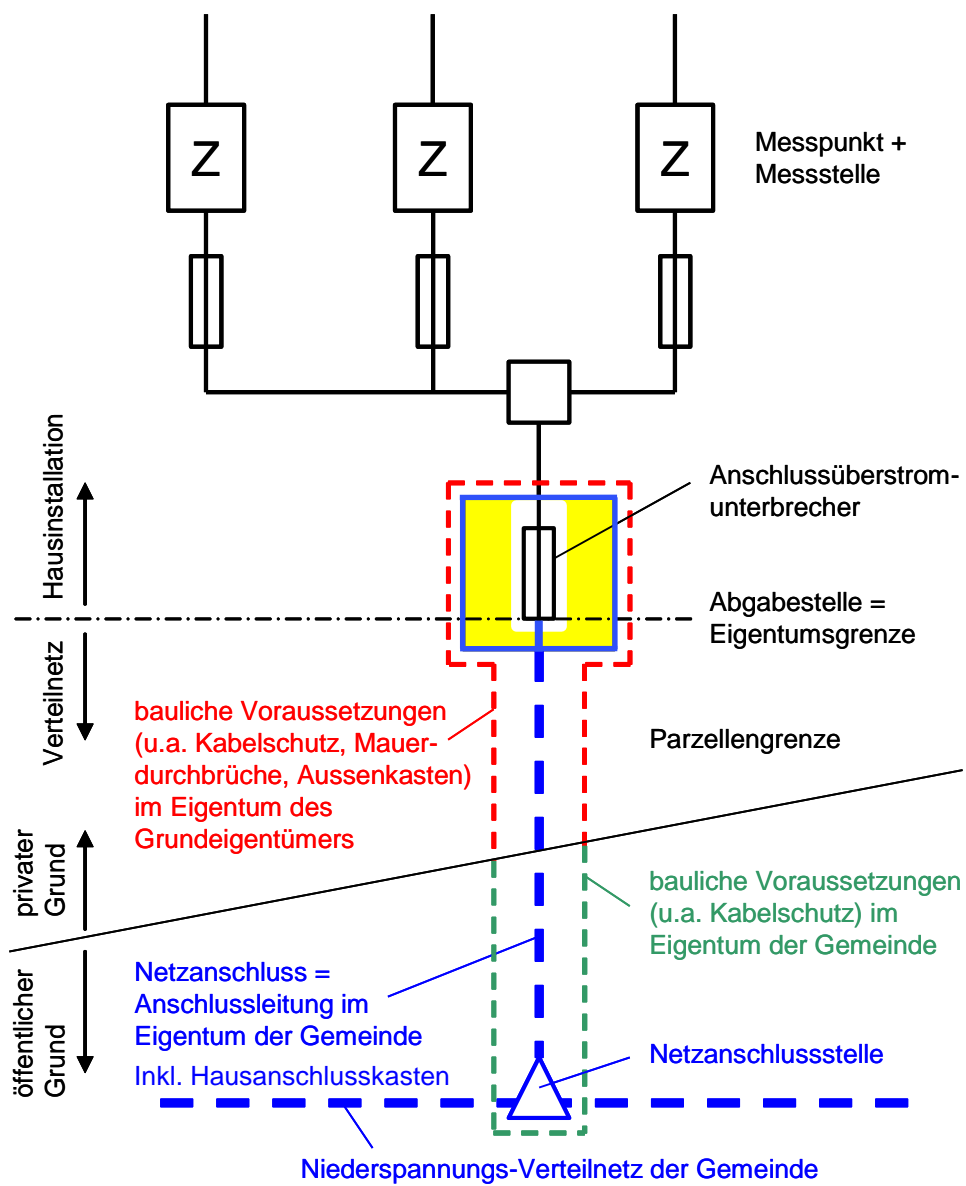 Z
Z
Z
Messpunkt +
Messstelle
Hausinstallation
Anschlussüberstrom-
unterbrecher
Abgabestelle =
Eigentumsgrenze
Verteilnetz
bauliche Voraussetzungen
(u.a. Kabelschutz, Mauer-
durchbrüche, Aussenkasten)
im Eigentum des
Grundeigentümers
Parzellengrenze
privater
Grund
bauliche Voraussetzungen
(u.a. Kabelschutz) im
Eigentum der Gemeinde
öffentlicher
Grund
Netzanschluss =
Anschlussleitung im
Eigentum der Gemeinde
Inkl. Hausanschlusskasten
Netzanschlussstelle
Niederspannungs-Verteilnetz der Gemeinde